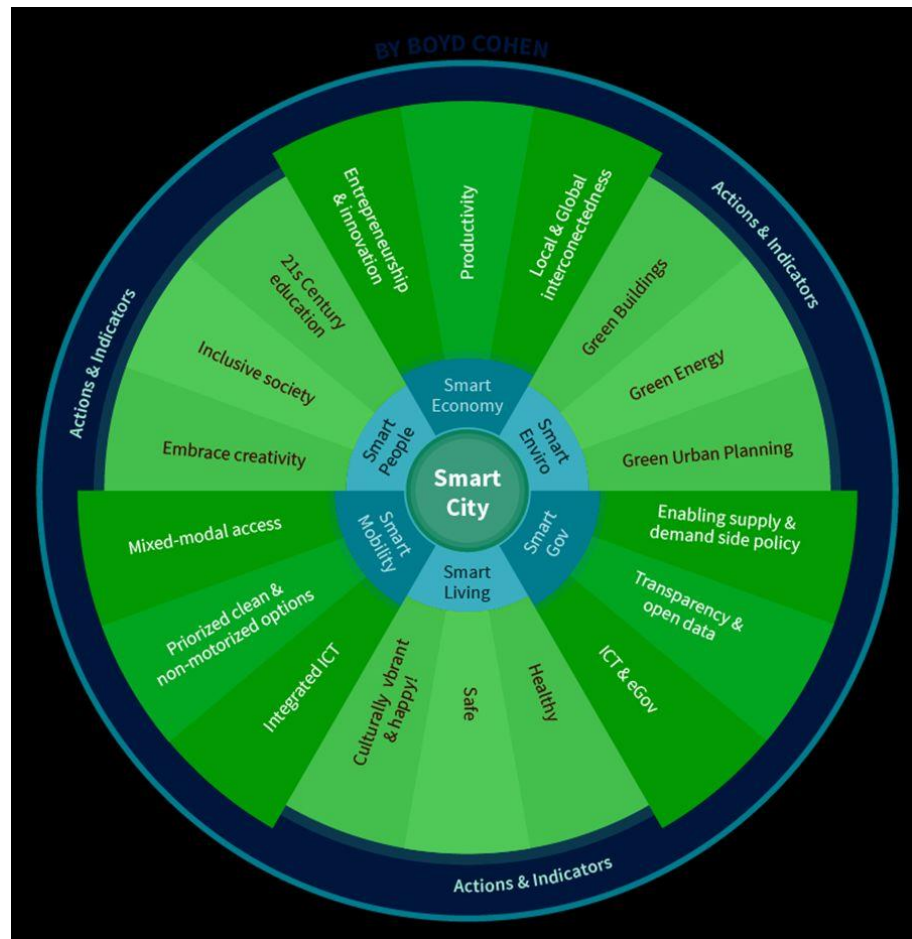 BY BOYD COHEN
Actions & Indicators
Actions & Indicators
Actions & Indicators
Smart
City
Smart
Economy
Entrepreneurship
& innovation
Productivity
Local & Global
interconectedness
Smart
Enviro
Green Buildings
Green Energy
Green Urban Planning
Smart
Gov
Enabling supply &
demand side policy
Transparency &
open data
ICT & eGov
Smart
Living
Healthy
Safe
Culturally vbrant
& happy!
Smart
Mobility
Integrated ICT
Priorized clean &
non-motorized options
Mixed-modal access
Smart
People
Embrace creativity
Inclusive society
21s Century
education